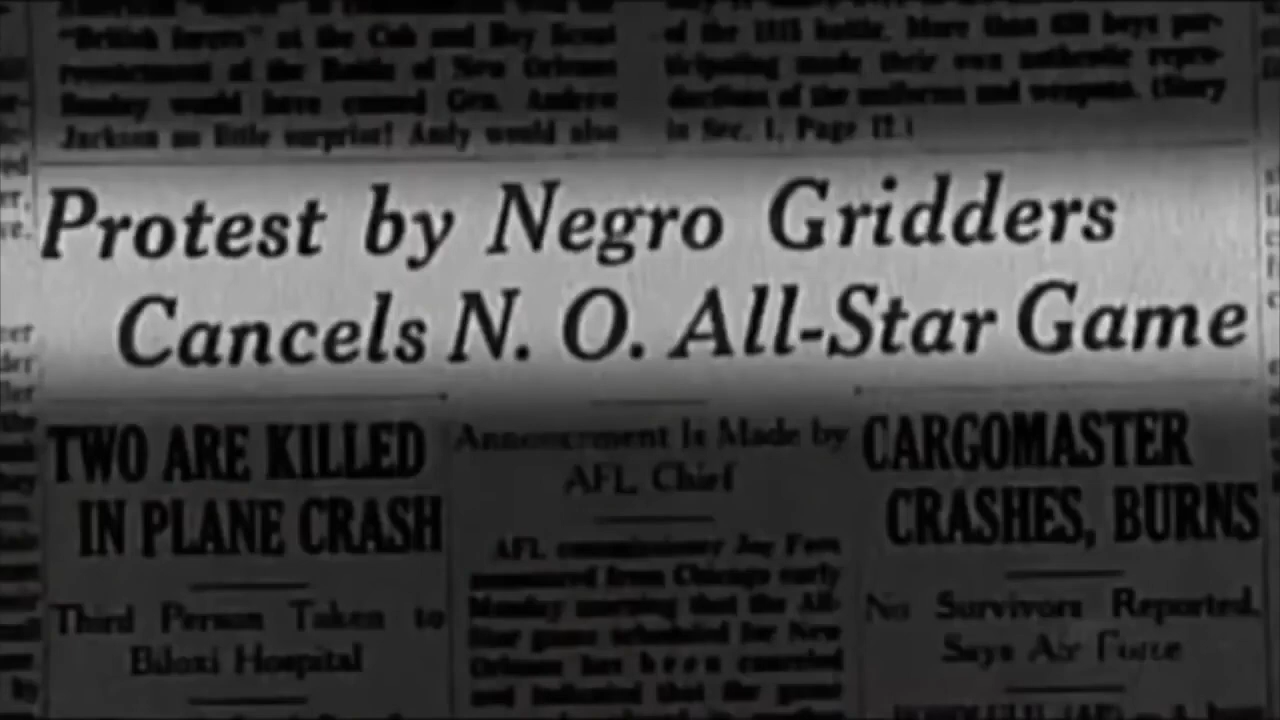 "British forces" at the Cub and Boy Scout
reenactment of the Battle of New Orleans
Sunday would have caused Gen. Andrew
Jackson no little surprise! Andy would also
of the 1815 battle. More than 650 boys par-
ticipating made their own authentic repro-
ductions of the uniforms and weapons. (Story
in Sec. 1, Page 12.)
Protest by Negro Gridders
Cancels N. O. All-Star Game
TWO ARE KILLED
IN PLANE CRASH
Third Person Taken to
Biloxi Hospital
Announcement Is Made by
AFL Chief
AFL commissioner Joe Foss
announced from Chicago early
Monday morning that the All-
Star game scheduled for New
Orleans has been canceled
and indicated that the game
CARGOMASTER
CRASHES, BURNS
No Survivors Reported,
Says Air Force